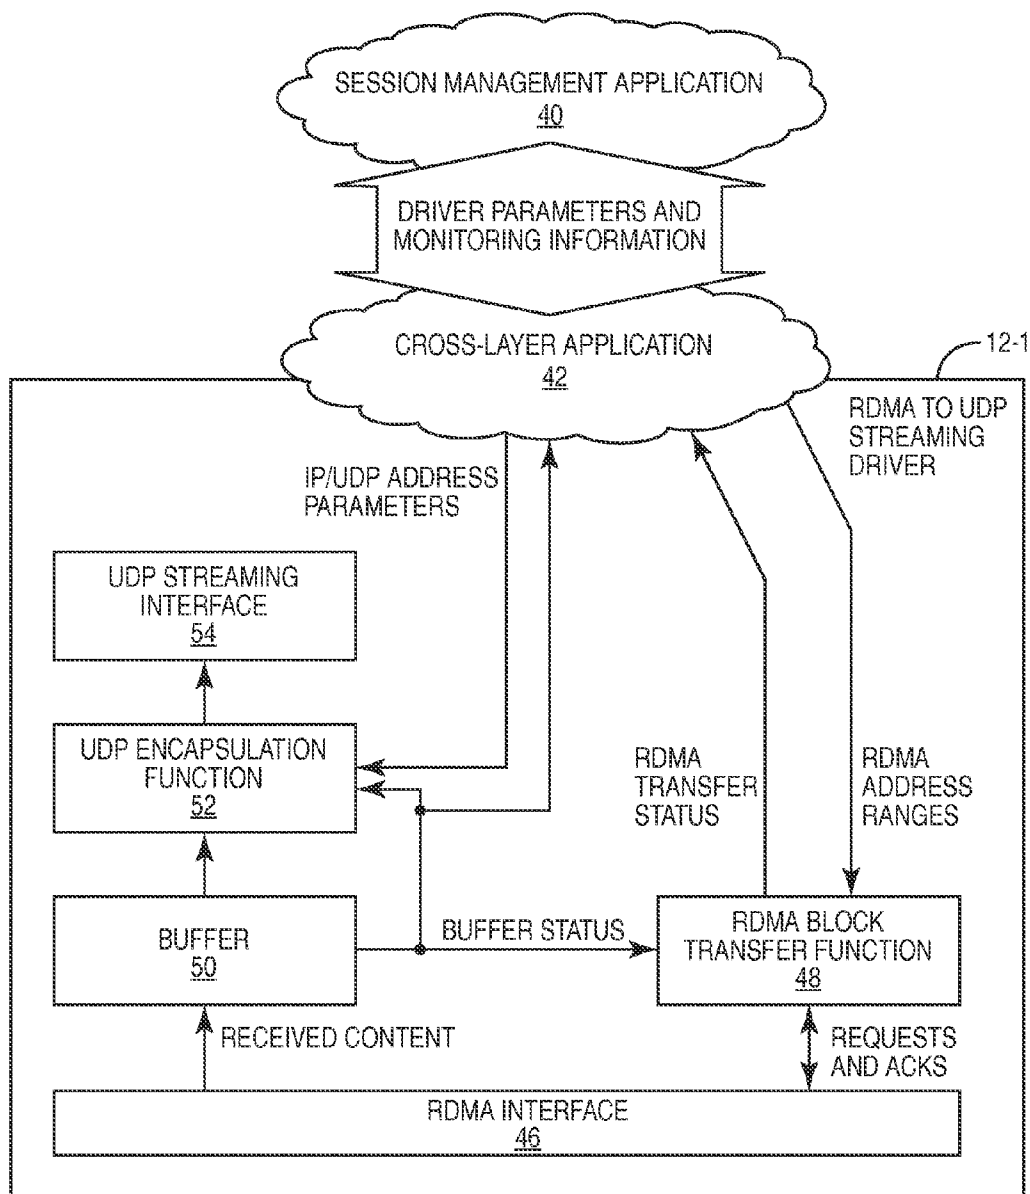 SESSION MANAGEMENT APPLICATION
40
DRIVER PARAMETERS AND
MONITORING INFORMATION
CROSS-LAYER APPLICATION
42
12-1
RDMA TO UDP
STREAMING
DRIVER
IP/UDP ADDRESS
PARAMETERS
UDP STREAMING
INTERFACE
54
UDP ENCAPSULATION
FUNCTION
52
RDMA
TRANSFER
STATUS
RDMA
ADDRESS
RANGES
BUFFER
50
BUFFER STATUS
RDMA BLOCK
TRANSFER FUNCTION
48
RECEIVED CONTENT
REQUESTS
AND ACKS
RDMA INTERFACE
46